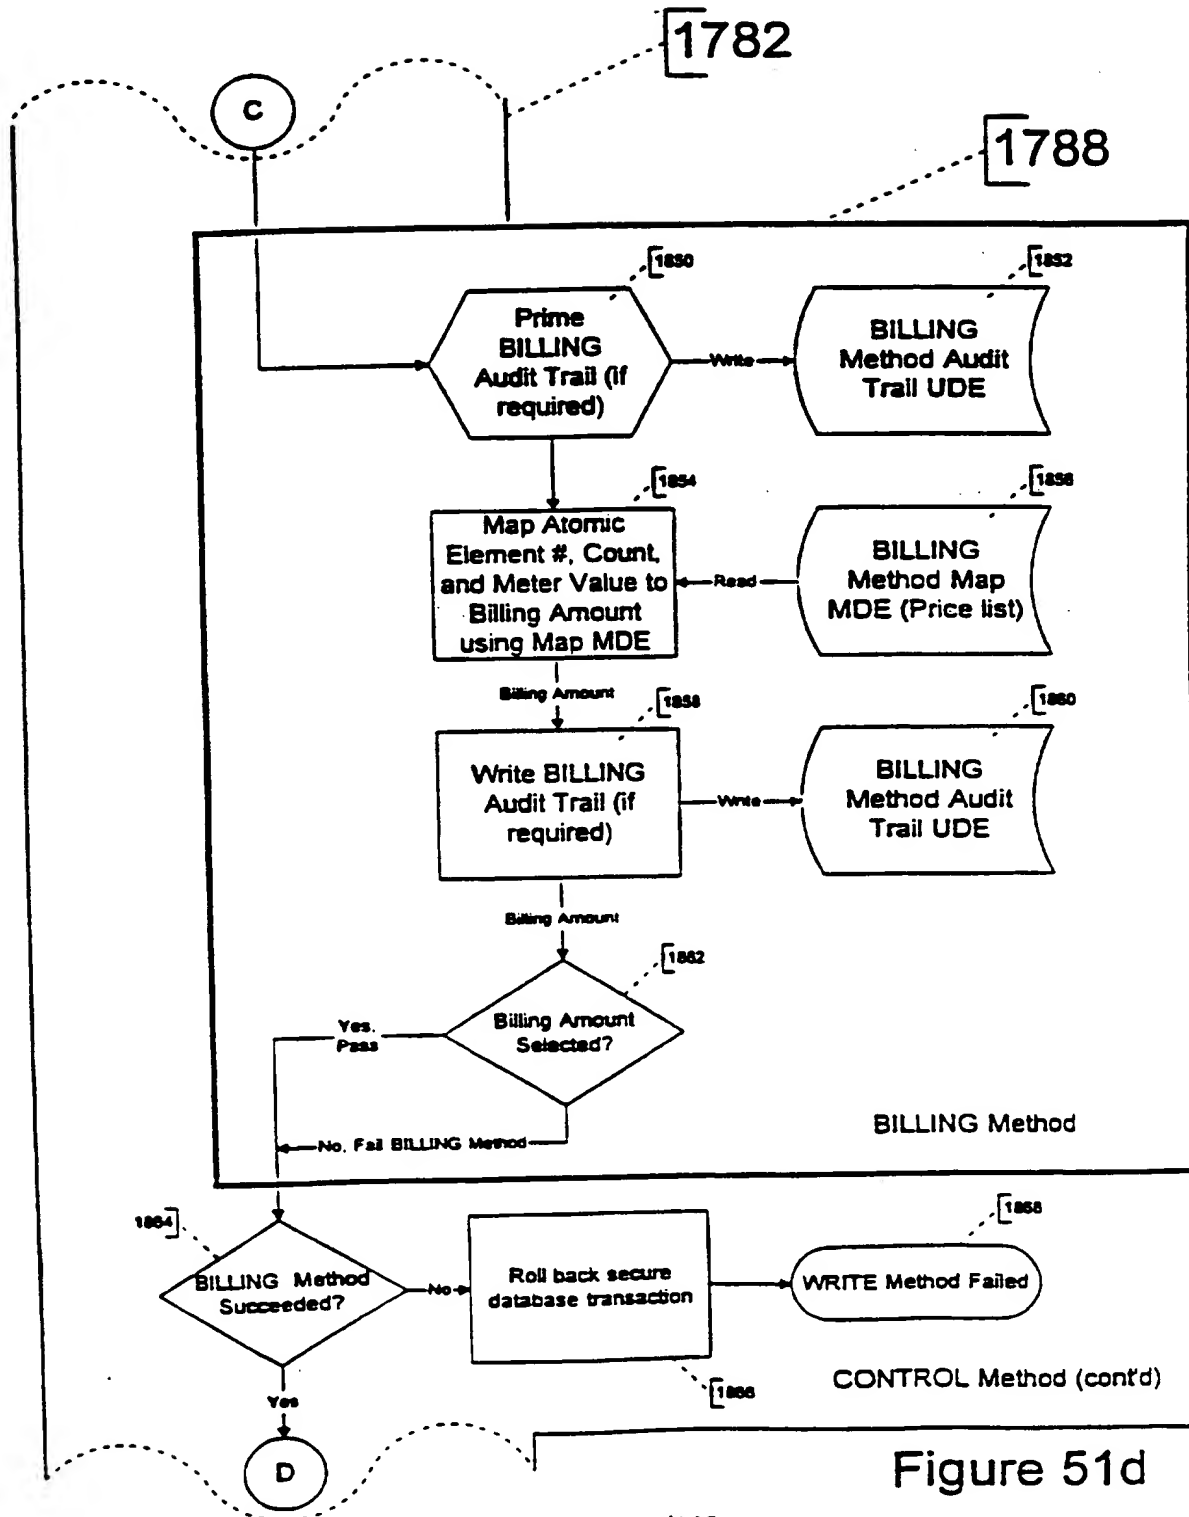 1782
C
1788
1850
Prime
BILLING
Audit Trail (if
required)
Write
1852
BILLING
Method Audit
Trail UDE
1854
Map Atomic
Element #, Count,
and Meter Value to
Billing Amount
using Map MDE
Read
1856
BILLING
Method Map
MDE (Price list)
Billing Amount
1858
Write BILLING
Audit Trail (if
required)
Write
1860
BILLING
Method Audit
Trail UDE
Billing Amount
1862
Billing Amount
Selected?
Yes,
Pass
No, Fail BILLING Method
BILLING Method
1864
BILLING Method
Succeeded?
No
Roll back secure
database transaction
1866
1868
WRITE Method Failed
Yes
CONTROL Method (cont'd)
D
Figure 51d